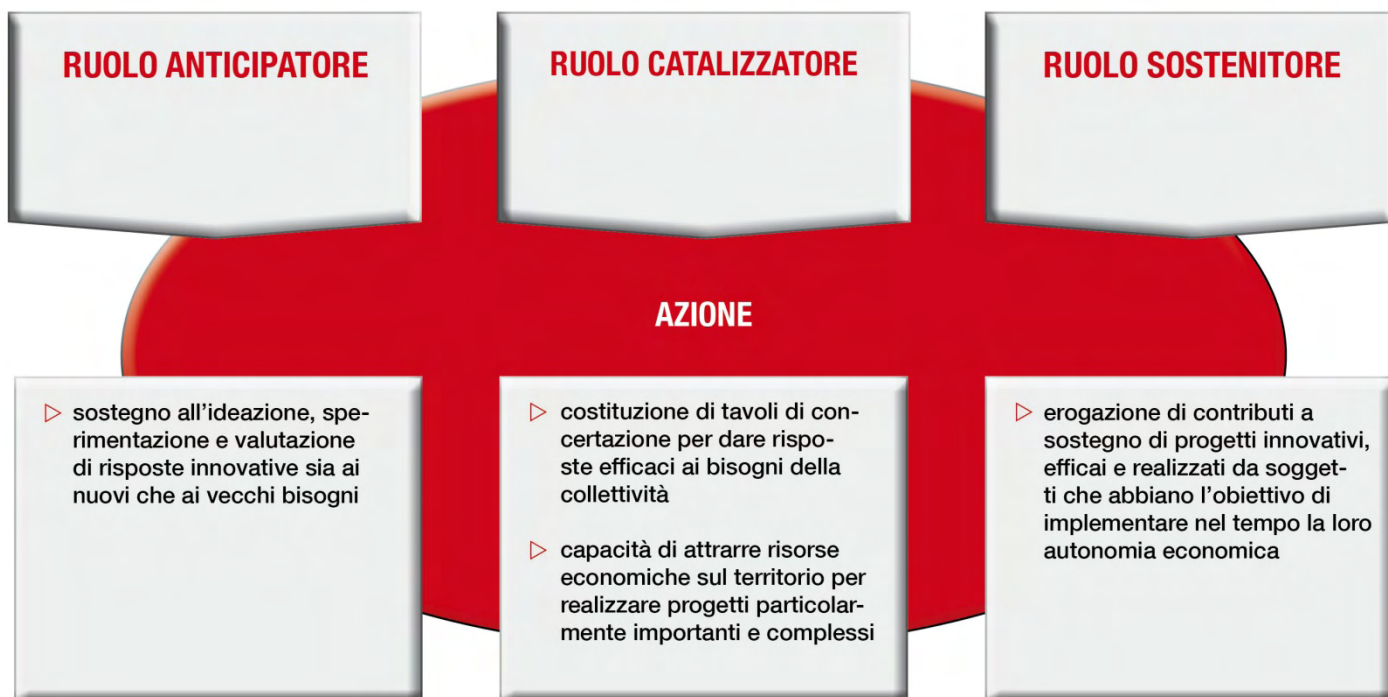 RUOLO ANTICIPATORE
RUOLO CATALIZZATORE
RUOLO SOSTENITORE
AZIONE
sostegno all'ideazione, spe-
rimentazione e valutazione
di risposte innovative sia ai
nuovi che ai vecchi bisogni
costituzione di tavoli di con-
certazione per dare rispo-
ste efficaci ai bisogni della
collettività
capacità di attrarre risorse
economiche sul territorio per
realizzare progetti particolar-
mente importanti e complessi
erogazione di contributi a
sostegno di progetti innovativi,
efficai e realizzati da sogget-
ti che abbiano l'obiettivo di
implementare nel tempo la loro
autonomia economica